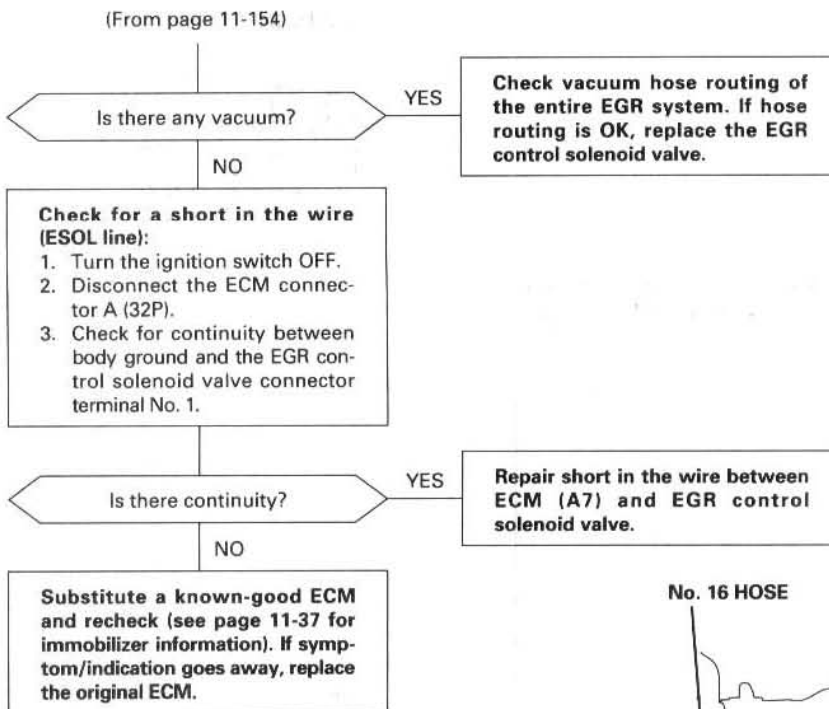 (From page 11-154)
Is there any vacuum?
YES
Check vacuum hose routing of
the entire EGR system. If hose
routing is OK, replace the EGR
control solenoid valve.
NO
Check for a short in the wire
(ESOL line):
1. Turn the ignition switch OFF.
2. Disconnect the ECM connec-
tor A (32P).
3. Check for continuity between
body ground and the EGR con-
trol solenoid valve connector
terminal No. 1.
Is there continuity?
YES
Repair short in the wire between
ECM (A7) and EGR control
solenoid valve.
NO
Substitute a known-good ECM
and recheck (see page 11-37 for
immobilizer information). If symp-
tom/indication goes away, replace
the original ECM.
No. 16 HOSE